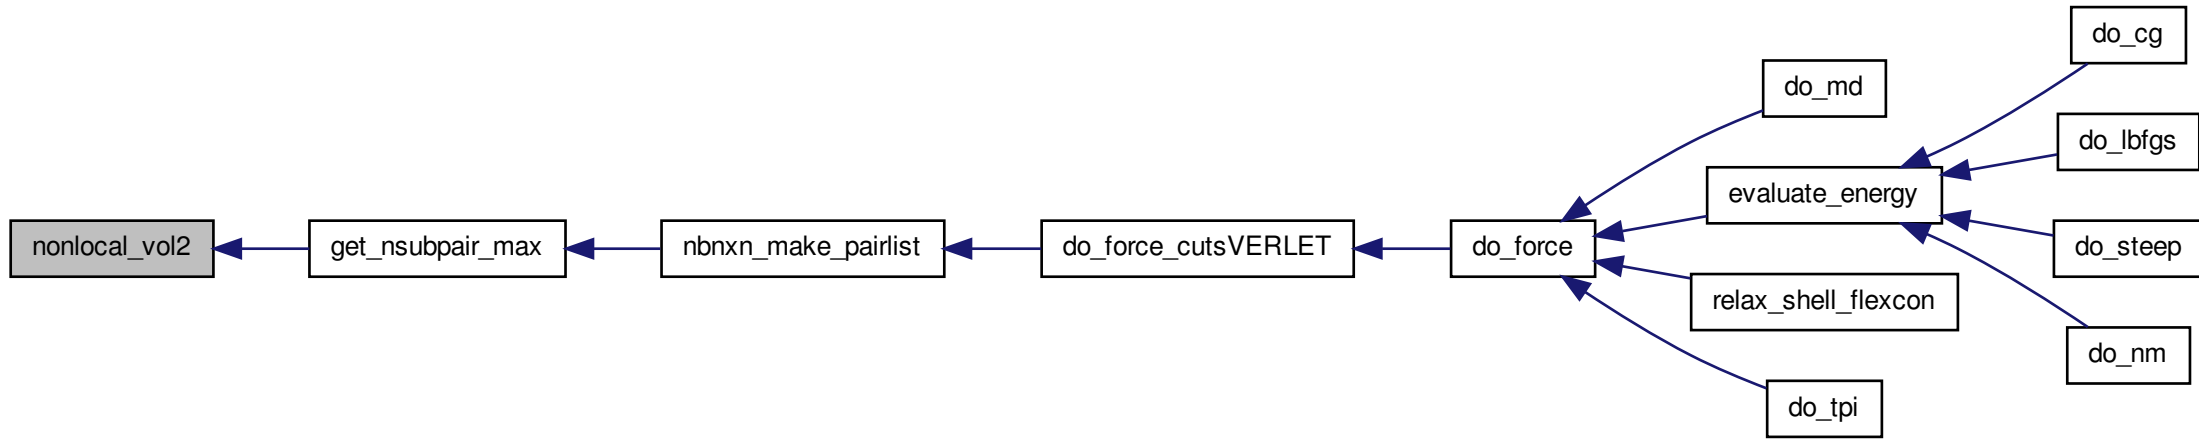 nonlocal_vol2
get_nsubpair_max
nbnxn_make_pairlist
do_force_cutsVERLET
do_force
do_md
evaluate_energy
relax_shell_flexcon
do_tpi
do_cg
do_lbfgs
do_steep
do_nm